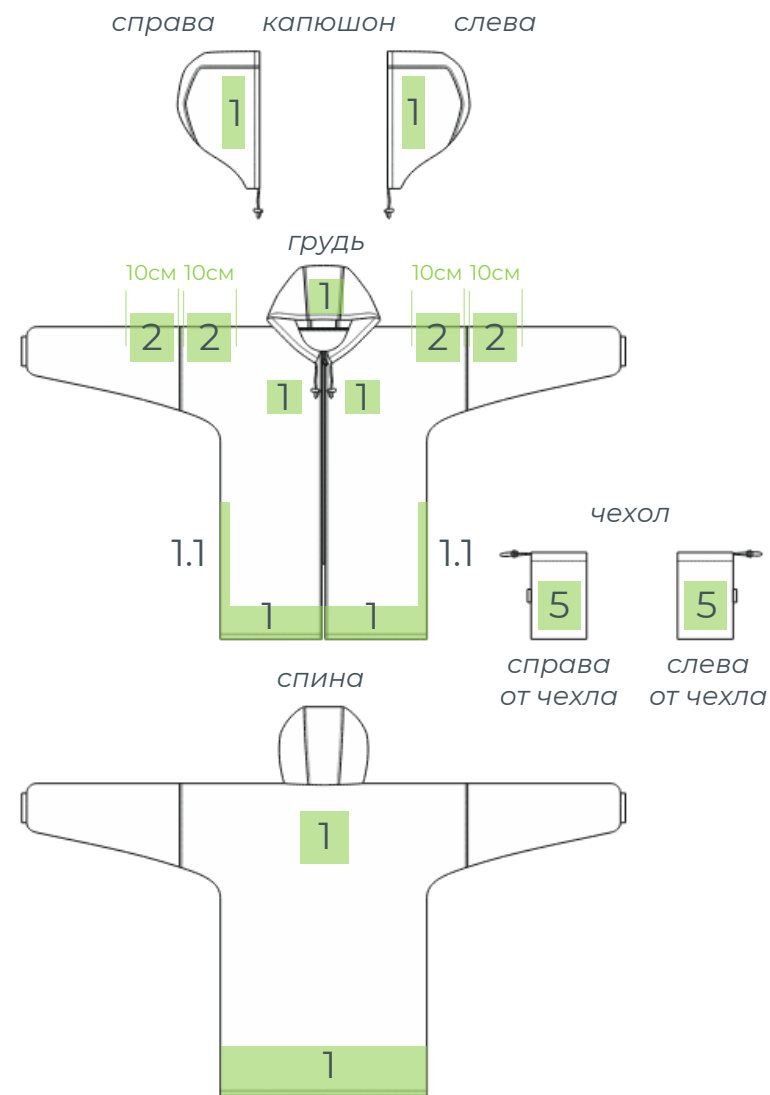 справа капюшон слева
1 1
грудь
10см 10см 10см 10см
1
2 2 2 2
1 1
чехол
1.1 1.1
5 5
1 1
справа от чехла
слева от чехла
спина
1
1